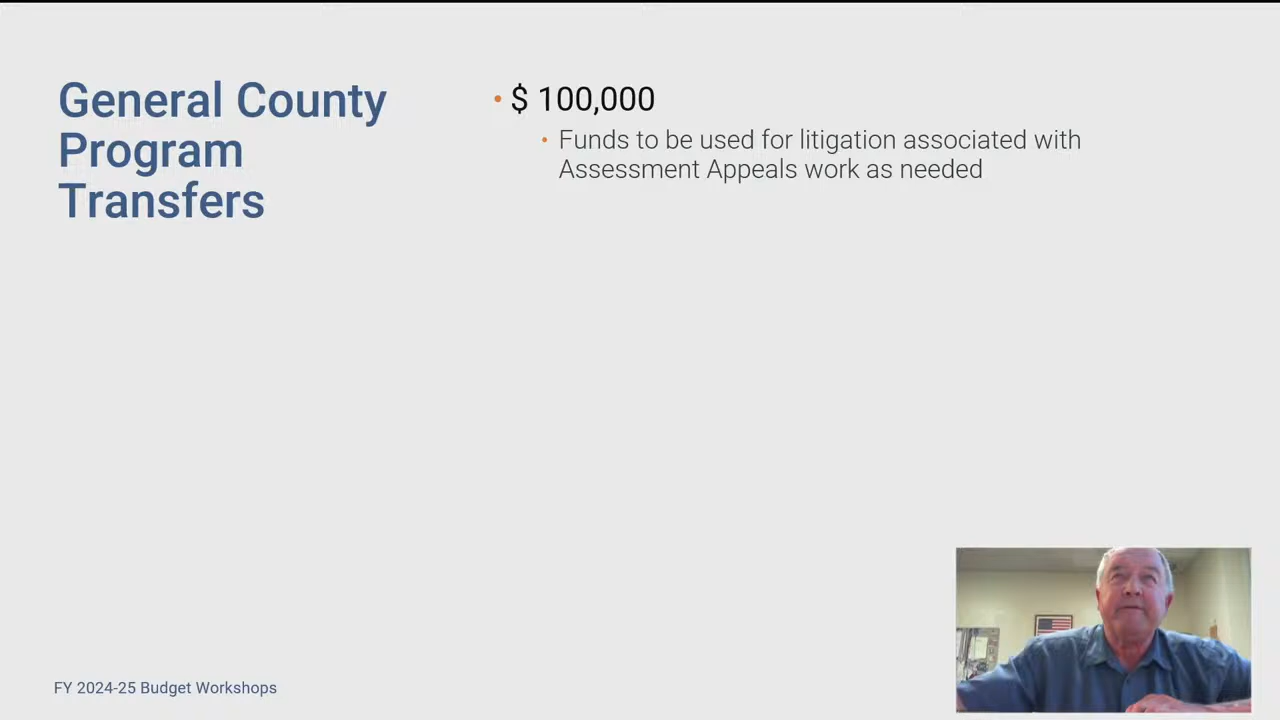 General County
Program
Transfers
• $ 100,000
• Funds to be used for litigation associated with
Assessment Appeals work as needed
FY 2024-25 Budget Workshops